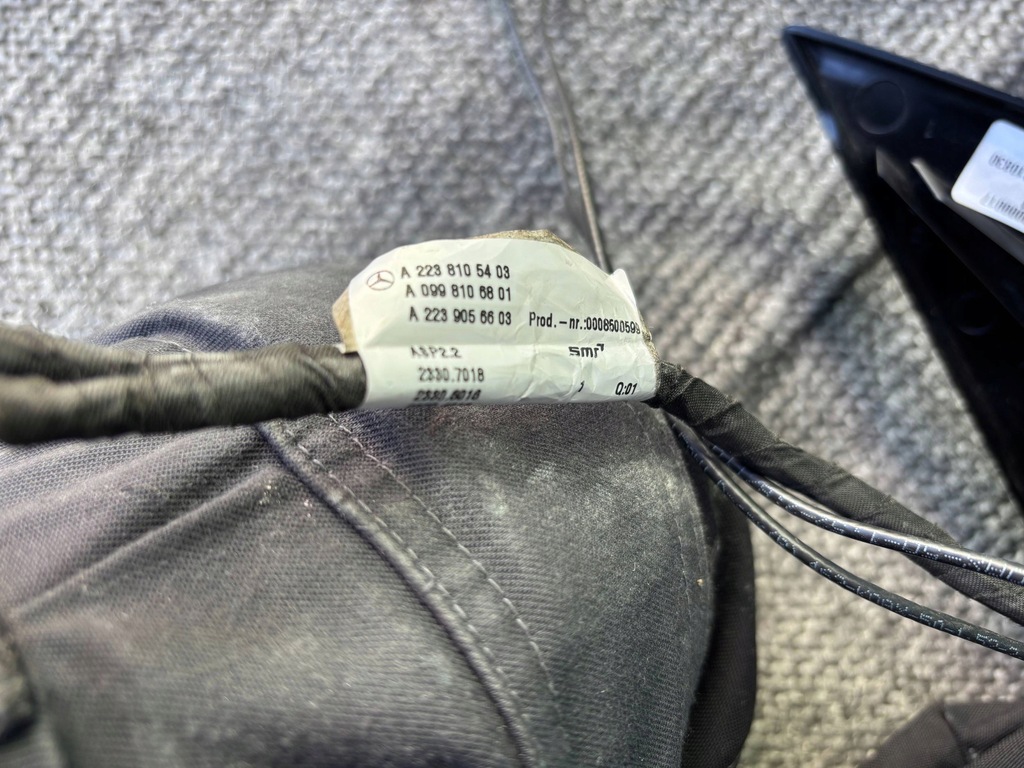 A 223 810 54 03
A 099 810 68 01
A 223 905 66 03
Prod.-nr.:0008500599
ASP2.2
smr
2330.7018
Q:01